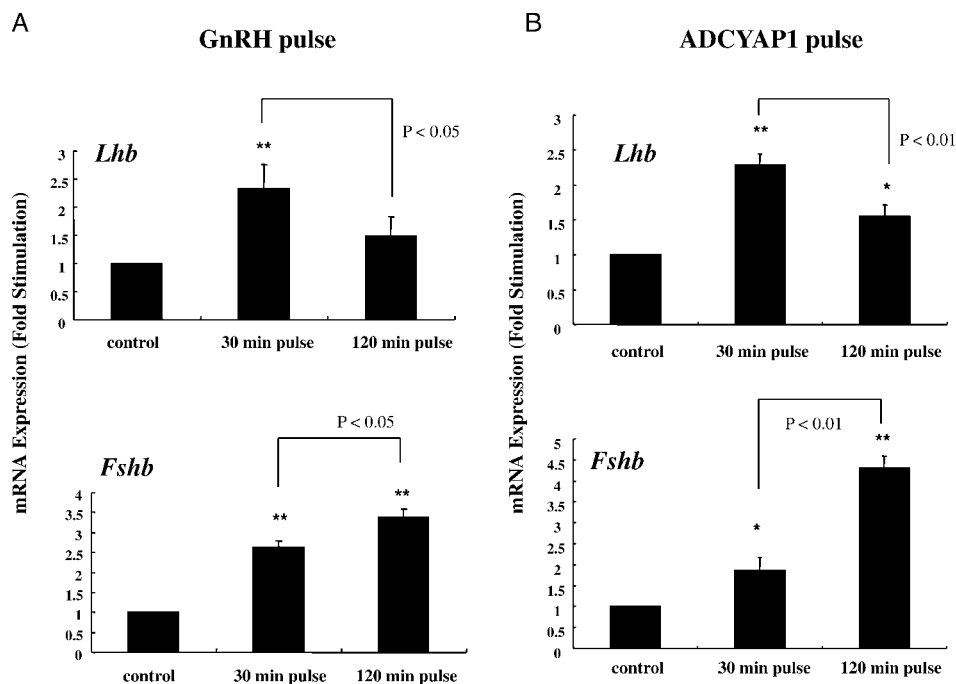 A
GnRH pulse
mRNA Expression (Fold Stimulation)
Lhb
**
P < 0.05
3
2.5
2
1.5
1
0.5
0
control
30 min pulse
120 min pulse
Fshb
P < 0.05
**
**
4
3.5
3
2.5
2
1.5
1
0.5
0
control
30 min pulse
120 min pulse
B
ADCYAP1 pulse
mRNA Expression (Fold Stimulation)
Lhb
**
P < 0.01
*
3
2.5
2
1.5
1
0.5
0
control
30 min pulse
120 min pulse
Fshb
P < 0.01
**
*
5
4.5
4
3.5
3
2.5
2
1.5
1
0.5
0
control
30 min pulse
120 min pulse